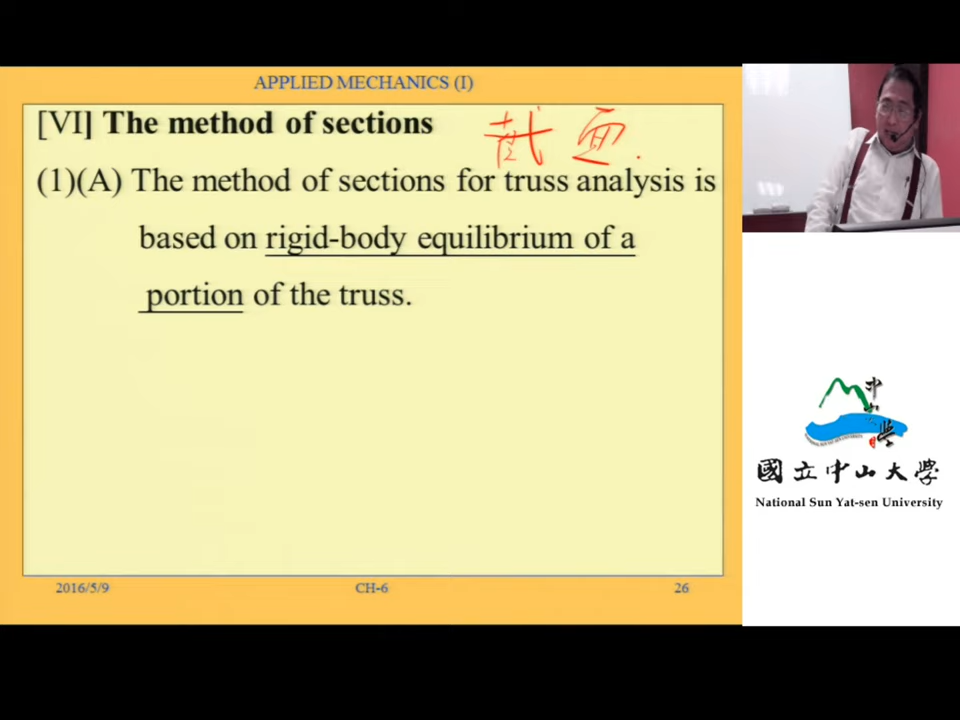 APPLIED MECHANICS (I)
[VI] The method of sections 截面
(1)(A) The method of sections for truss analysis is
based on rigid-body equilibrium of a
portion of the truss.
2016/5/9 CH-6 26
國立中山大學
National Sun Yat-sen University